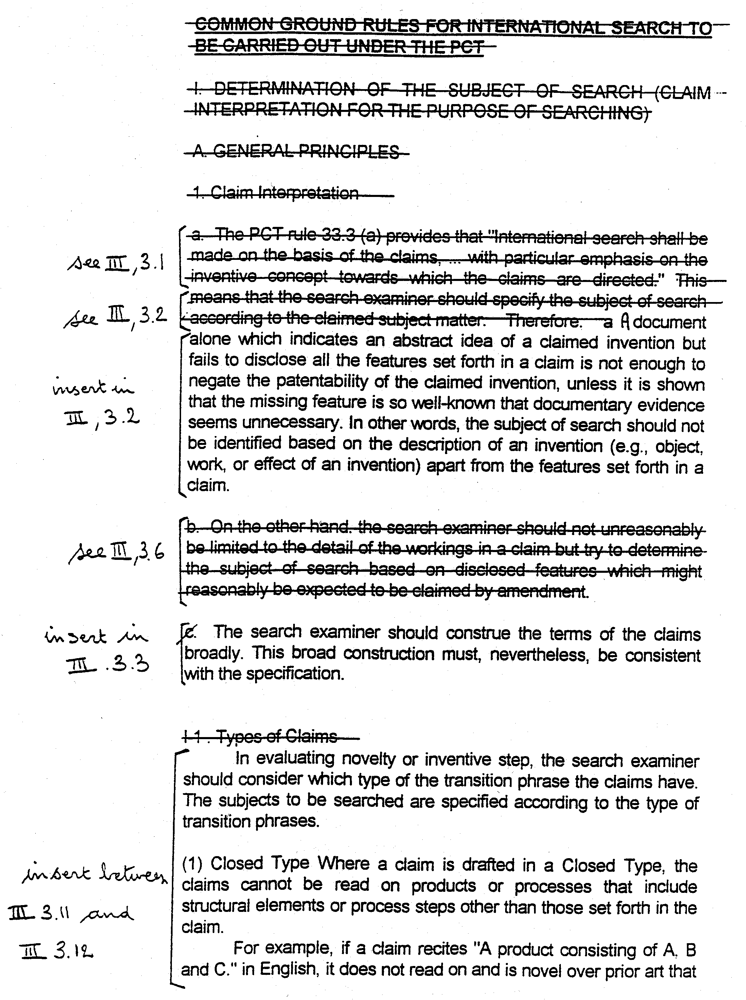 COMMON GROUND RULES FOR INTERNATIONAL SEARCH TO
BE CARRIED OUT UNDER THE PCT
I. DETERMINATION OF THE SUBJECT OF SEARCH (CLAIM
INTERPRETATION FOR THE PURPOSE OF SEARCHING)
A. GENERAL PRINCIPLES
1. Claim Interpretation
a. The PCT rule 33.3 (a) provides that "International search shall be
made on the basis of the claims, ... with particular emphasis on the
see III, 3.1
inventive concept towards which the claims are directed." This
means that the search examiner should specify the subject of search
see III, 3.2
according to the claimed subject matter. Therefore. a A document
alone which indicates an abstract idea of a claimed invention but
fails to disclose all the features set forth in a claim is not enough to
negate the patentability of the claimed invention, unless it is shown
insert in
III, 3.2
that the missing feature is so well-known that documentary evidence
seems unnecessary. In other words, the subject of search should not
be identified based on the description of an invention (e.g., object,
work, or effect of an invention) apart from the features set forth in a
claim.
b. On the other hand. the search examiner should not unreasonably
see III, 3.6
be limited to the detail of the workings in a claim but try to determine
the subject of search based on disclosed features which might
reasonably be expected to be claimed by amendment.
insert in
III .3.3
c. The search examiner should construe the terms of the claims
broadly. This broad construction must, nevertheless, be consistent
with the specification.
I-1 . Types of Claims
In evaluating novelty or inventive step, the search examiner
should consider which type of the transition phrase the claims have.
The subjects to be searched are specified according to the type of
transition phrases.
insert between
III 3.11 and
III 3.12
(1) Closed Type Where a claim is drafted in a Closed Type, the
claims cannot be read on products or processes that include
structural elements or process steps other than those set forth in the
claim.
For example, if a claim recites "A product consisting of A. B
and C." in English, it does not read on and is novel over prior art that